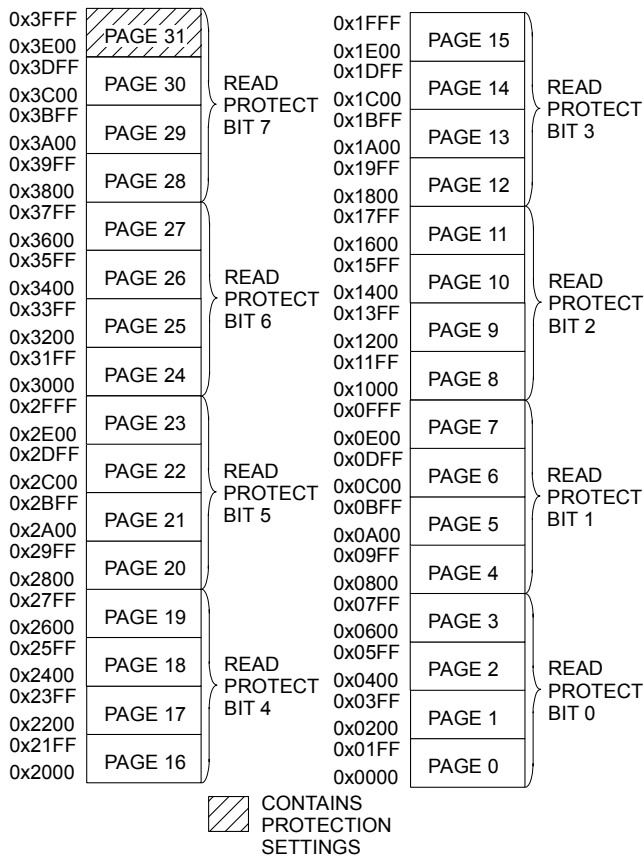 0x3FFF
PAGE 31
0x3E00
0x3DFF
PAGE 30
0x3C00
0x3BFF
PAGE 29
0x3A00
0x39FF
PAGE 28
0x3800
READ
PROTECT
BIT 7
0x37FF
PAGE 27
0x3600
0x35FF
PAGE 26
0x3400
0x33FF
PAGE 25
0x3200
0x31FF
PAGE 24
0x3000
READ
PROTECT
BIT 6
0x2FFF
PAGE 23
0x2E00
0x2DFF
PAGE 22
0x2C00
0x2BFF
PAGE 21
0x2A00
0x29FF
PAGE 20
0x2800
READ
PROTECT
BIT 5
0x27FF
PAGE 19
0x2600
0x25FF
PAGE 18
0x2400
0x23FF
PAGE 17
0x2200
0x21FF
PAGE 16
0x2000
READ
PROTECT
BIT 4
0x1FFF
PAGE 15
0x1E00
0x1DFF
PAGE 14
0x1C00
0x1BFF
PAGE 13
0x1A00
0x19FF
PAGE 12
0x1800
READ
PROTECT
BIT 3
0x17FF
PAGE 11
0x1600
0x15FF
PAGE 10
0x1400
0x13FF
PAGE 9
0x1200
0x11FF
PAGE 8
0x1000
READ
PROTECT
BIT 2
0x0FFF
PAGE 7
0x0E00
0x0DFF
PAGE 6
0x0C00
0x0BFF
PAGE 5
0x0A00
0x09FF
PAGE 4
0x0800
READ
PROTECT
BIT 1
0x07FF
PAGE 3
0x0600
0x05FF
PAGE 2
0x0400
0x03FF
PAGE 1
0x0200
0x01FF
PAGE 0
0x0000
READ
PROTECT
BIT 0
CONTAINS
PROTECTION
SETTINGS